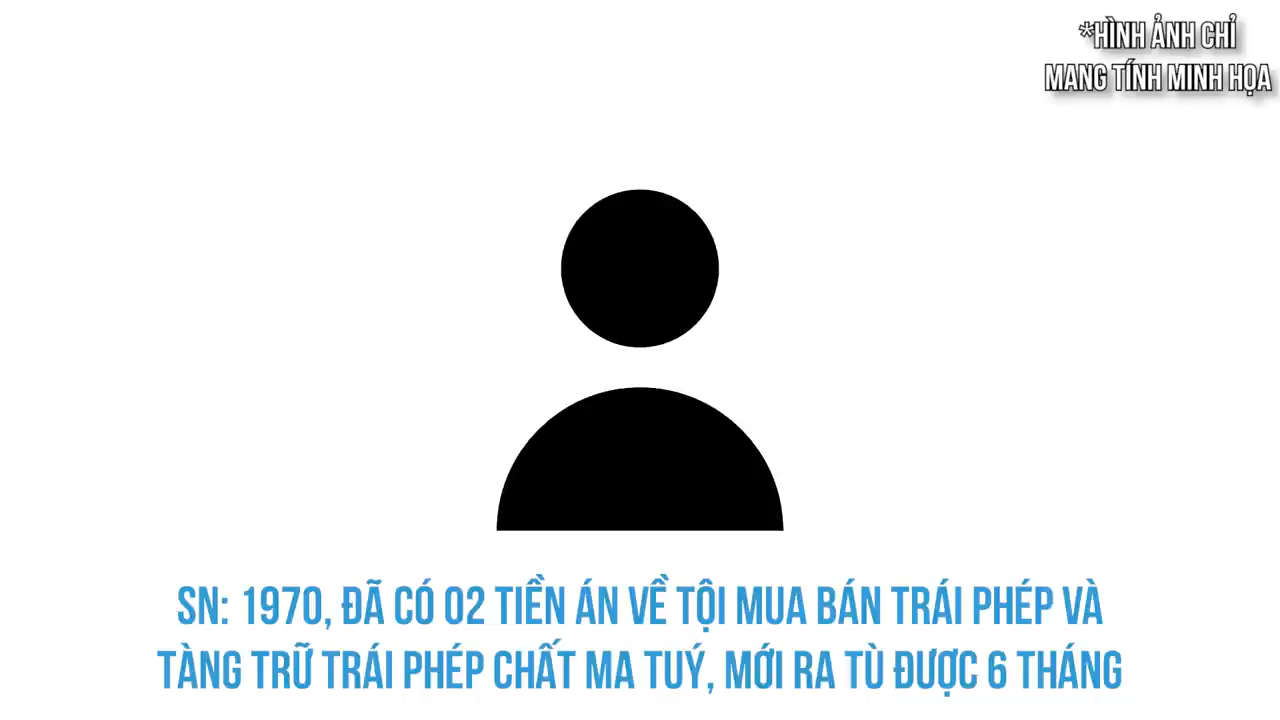 *HÌNH ẢNH CHỈ
MANG TÍNH MINH HỌA
SN: 1970, ĐÃ CÓ 02 TIỀN ÁN VỀ TỘI MUA BÁN TRÁI PHÉP VÀ
TÀNG TRỮ TRÁI PHÉP CHẤT MA TUÝ, MỚI RA TÙ ĐƯỢC 6 THÁNG